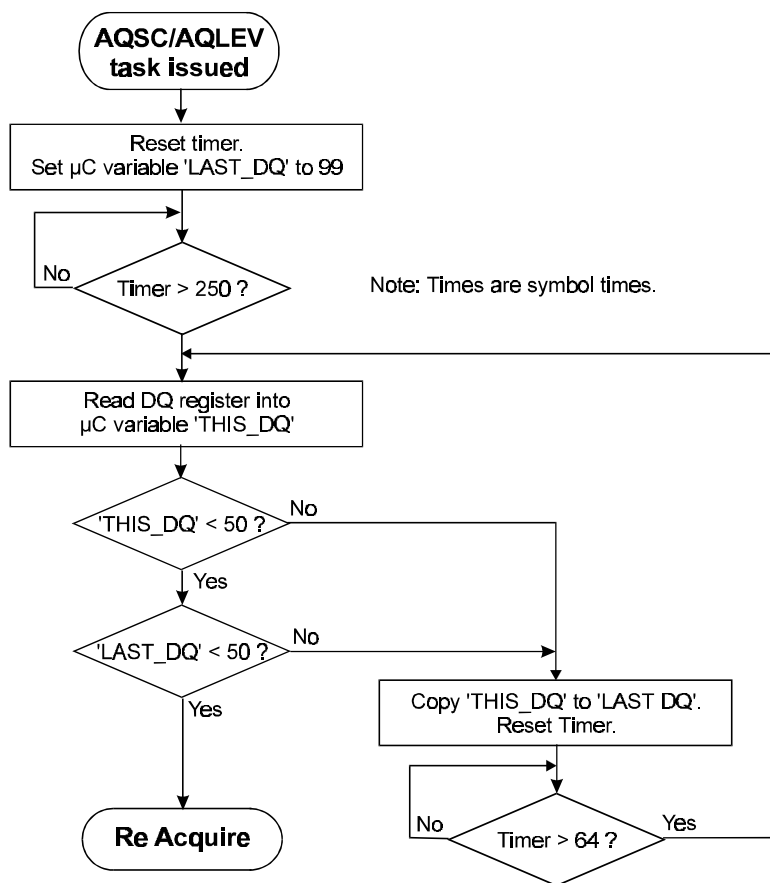 AQSC/AQLEV
task issued
Reset timer.
Set µC variable 'LAST_DQ' to 99
No
Timer > 250 ?
Note: Times are symbol times.
Read DQ register into
µC variable 'THIS_DQ'
'THIS_DQ' < 50 ?
No
Yes
'LAST_DQ' < 50 ?
No
Yes
Copy 'THIS_DQ' to 'LAST DQ'.
Reset Timer.
Re Acquire
No
Timer > 64 ?
Yes